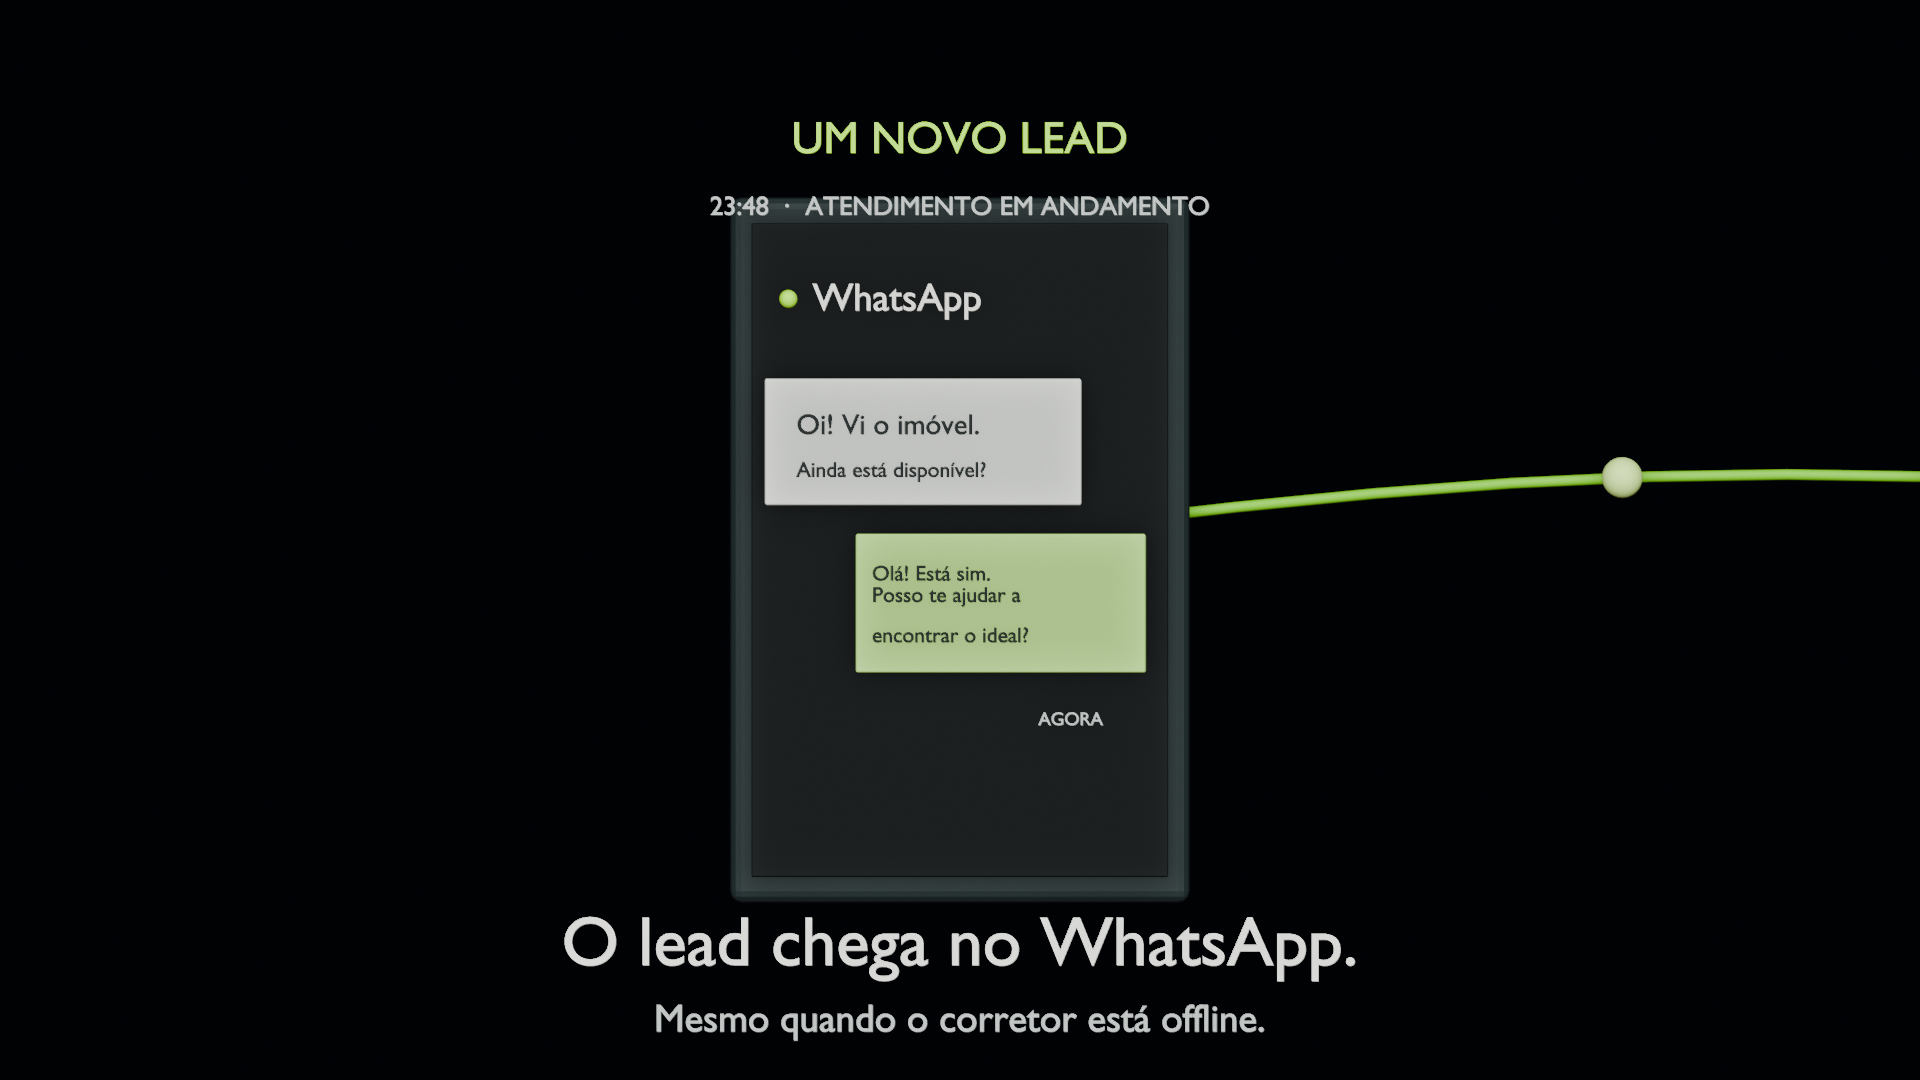 UM NOVO LEAD
23:48 · ATENDIMENTO EM ANDAMENTO
WhatsApp
Oi! Vi o imóvel.
Ainda está disponível?
Olá! Está sim.
Posso te ajudar a
encontrar o ideal?
AGORA
O lead chega no WhatsApp.
Mesmo quando o corretor está offline.